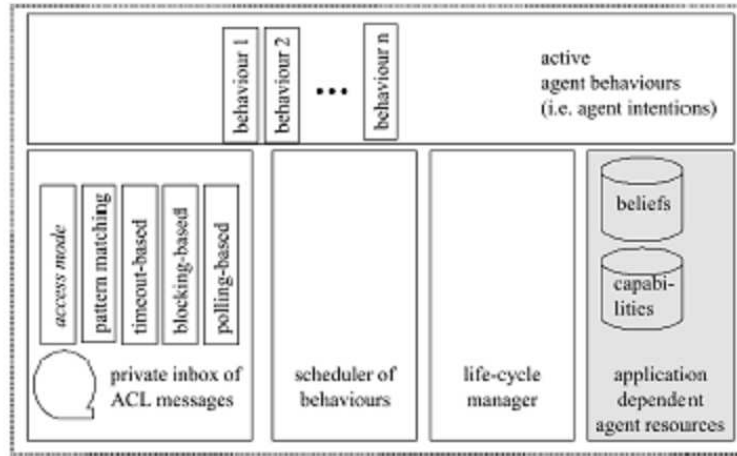 behaviour 1
behaviour 2
behaviour n
active
agent behaviours
(i.e. agent intentions)
access mode
pattern matching
timeout-based
blocking-based
polling-based
private inbox of
ACL messages
scheduler of
behaviours
life-cycle
manager
beliefs
capabi-
lities
application
dependent
agent resources